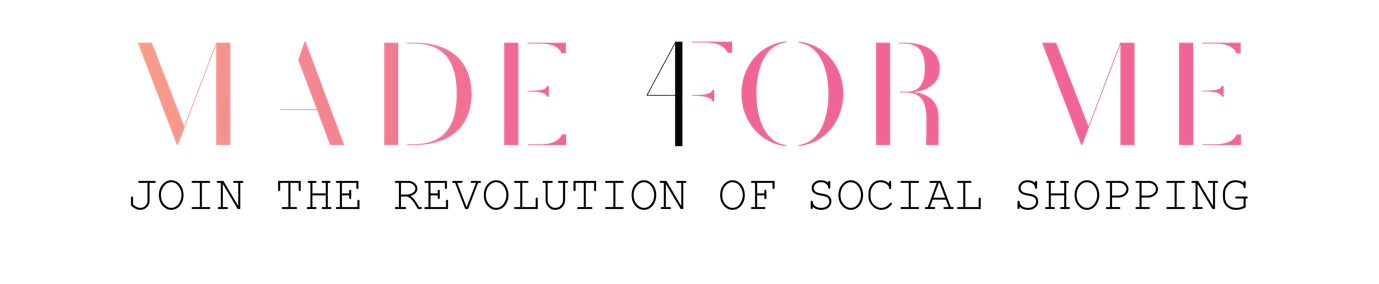 MADE 4FOR ME
JOIN THE REVOLUTION OF SOCIAL SHOPPING